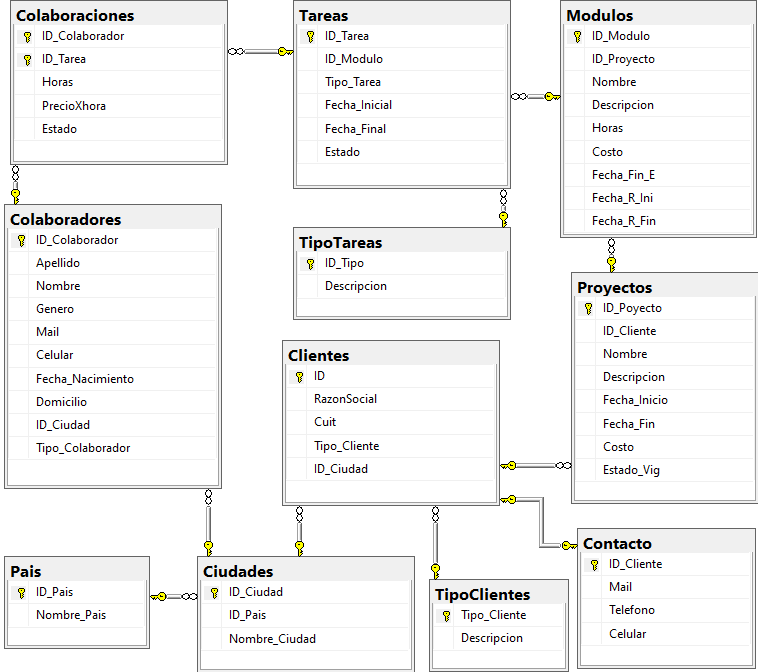 Colaboraciones
ID_Colaborador
ID_Tarea
Horas
PrecioXhora
Estado
Tareas
ID_Tarea
ID_Modulo
Tipo_Tarea
Fecha_Inicial
Fecha_Final
Estado
Modulos
ID_Modulo
ID_Proyecto
Nombre
Descripcion
Horas
Costo
Fecha_Fin_E
Fecha_R_Ini
Fecha_R_Fin
Colaboradores
ID_Colaborador
Apellido
Nombre
Genero
Mail
Celular
Fecha_Nacimiento
Domicilio
ID_Ciudad
Tipo_Colaborador
TipoTareas
ID_Tipo
Descripcion
Proyectos
ID_Poyecto
ID_Cliente
Nombre
Descripcion
Fecha_Inicio
Fecha_Fin
Costo
Estado_Vig
Clientes
ID
RazonSocial
Cuit
Tipo_Cliente
ID_Ciudad
Pais
ID_Pais
Nombre_Pais
Ciudades
ID_Ciudad
ID_Pais
Nombre_Ciudad
TipoClientes
Tipo_Cliente
Descripcion
Contacto
ID_Cliente
Mail
Telefono
Celular